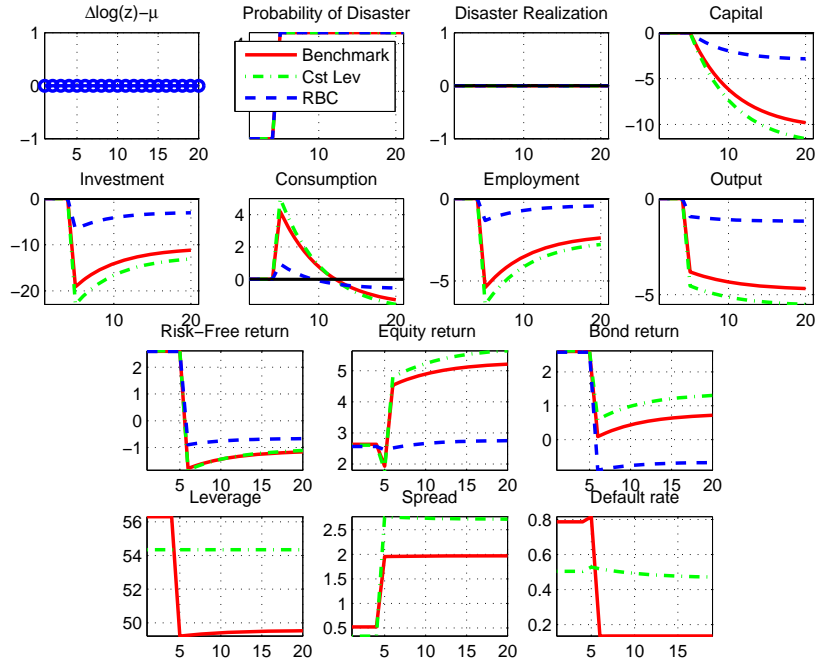 Δlog(z)−μ Probability of Disaster Disaster Realization Capital
1 1 1 0
Benchmark
Cst Lev
RBC
0 0 0 −5
−1 −1 −1 −10
10 20 10 20 10 20 10 20
Investment Consumption Employment Output
0 4 0 0
−10 2
−20 0 −5 −5
10 20 10 20 10 20 10 20
Risk−Free return Equity return Bond return
2 5 2
1 4
0 3 0
−1 2
5 10 15 20 5 10 15 20 5 10 15 20
Leverage Spread Default rate
56 2.5 0.8
54 2 0.6
52 1.5 0.4
50 1 0.2
0.5
5 10 15 20 5 10 15 20 5 10 15